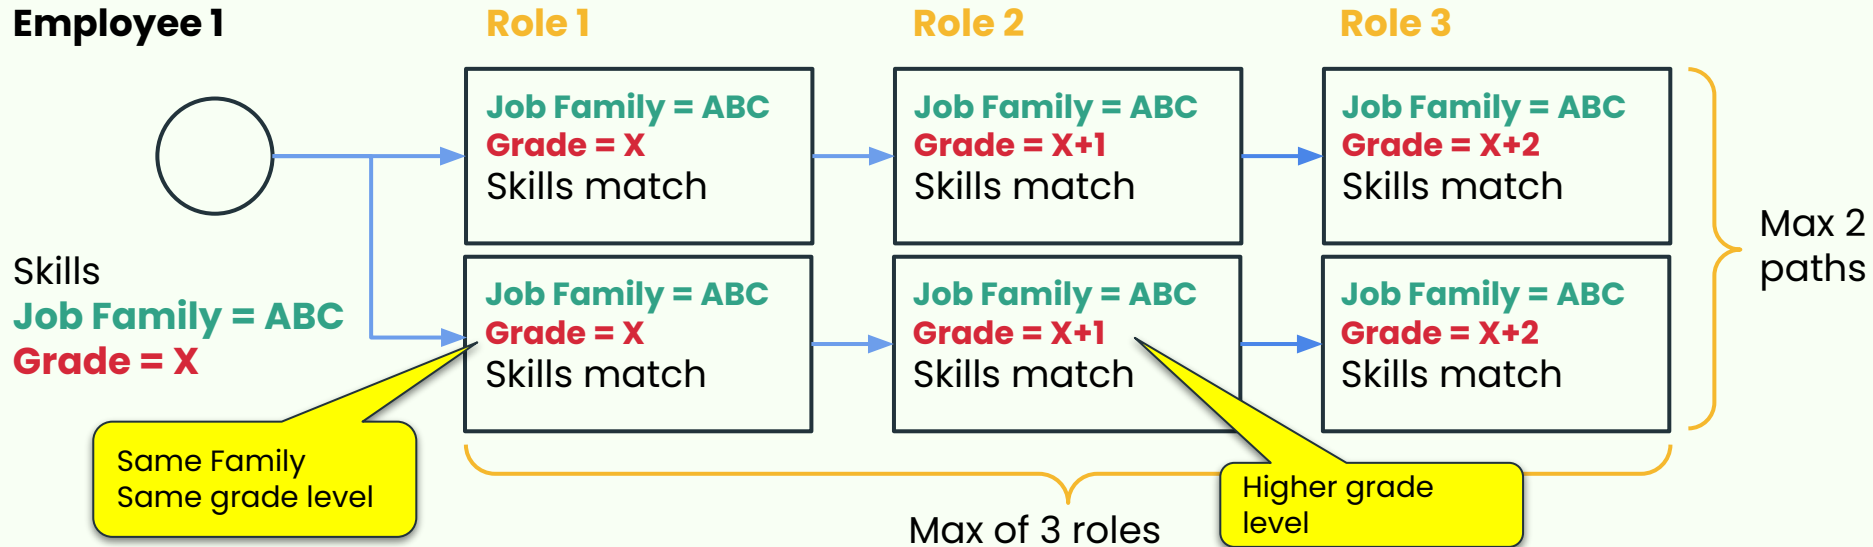 Employee 1
Role 1
Role 2
Role 3
Job Family = ABC
Grade = X
Skills match
Job Family = ABC
Grade = X+1
Skills match
Job Family = ABC
Grade = X+2
Skills match
Skills
Job Family = ABC
Grade = X
Job Family = ABC
Grade = X
Skills match
Job Family = ABC
Grade = X+1
Skills match
Job Family = ABC
Grade = X+2
Skills match
Max 2
paths
Same Family
Same grade level
Higher grade
level
Max of 3 roles